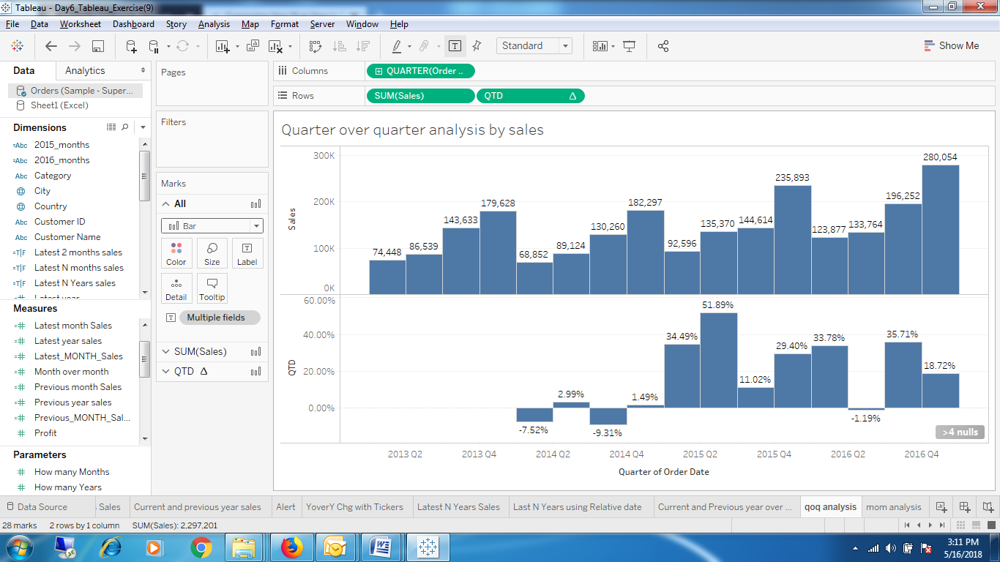 Tableau - Day6_Tableau_Exercise(9)
File Data Worksheet Dashboard Story Analysis Map Format Server Window Help
Standard
Show Me
Data Analytics
Orders (Sample - Super...
Sheet1 (Excel)
Dimensions
Abc 2015_months
Abc 2016_months
Abc Category
City
Country
Abc Customer ID
Abc Customer Name
T|F Latest 2 months sales
T|F Latest N months sales
T|F Latest N Years sales
Latest year
Measures
Latest month Sales
Latest year sales
Latest_MONTH_Sales
Month over month
Previous month Sales
Previous year sales
Previous_MONTH_Sal...
Profit
Parameters
How many Months
How many Years
Pages
Filters
Marks
All
Bar
Color Size Label
Detail Tooltip
Multiple fields
SUM(Sales)
QTD Δ
Columns QUARTER(Order ..
Rows SUM(Sales) QTD Δ
Quarter over quarter analysis by sales
Sales
300K
200K
100K
0K
74,448 86,539 143,633 179,628 68,852 89,124 130,260 182,297 92,596 135,370 144,614 235,893 123,877 133,764 196,252 280,054
QTD
60.00%
40.00%
20.00%
0.00%
-7.52% 2.99% -9.31% 1.49% 34.49% 51.89% 11.02% 29.40% 33.78% -1.19% 35.71% 18.72%
>4 nulls
2013 Q2 2013 Q4 2014 Q2 2014 Q4 2015 Q2 2015 Q4 2016 Q2 2016 Q4
Quarter of Order Date
Data Source Sales Current and previous year sales Alert YoverY Chg with Tickers Latest N Years Sales Last N Years using Relative date Current and Previous year over ... qoq analysis mom analysis
28 marks 2 rows by 1 column SUM(Sales): 2,297,201
3:11 PM
5/16/2018